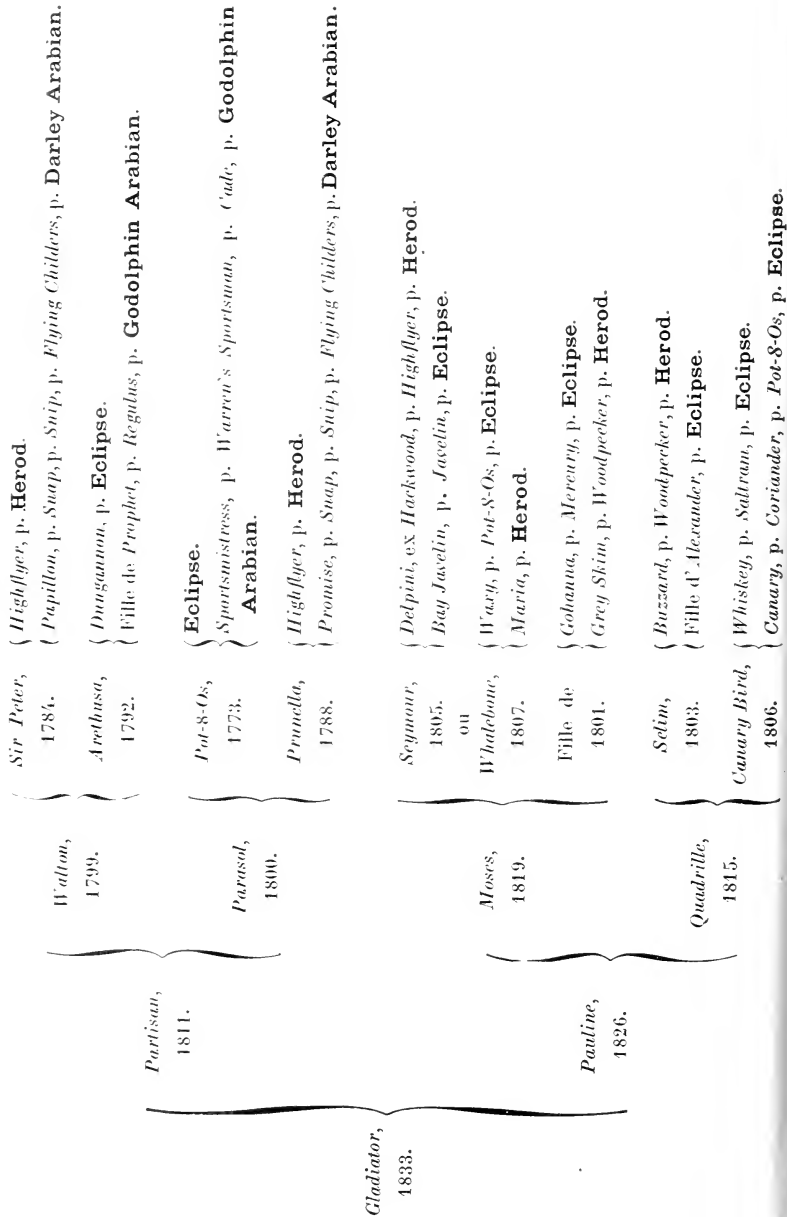 Gladiator,
1833.
Partisan,
1811.
Pauline,
1826.
Walton,
1799.
Parasol,
1800.
Moses,
1819.
Quadrille,
1815.
Sir Peter,
1784.
Highflyer, p. Herod.
Papillon, p. Snap, p. Snip, p. Flying Childers, p. Darley Arabian.
Arethusa,
1792.
Dungannon, p. Eclipse.
Fille de Prophet, p. Regulus, p. Godolphin Arabian.
Pot-8-Os,
1773.
Eclipse.
Sportsmistress, p. Warren's Sportsman, p. Cade, p. Godolphin
Arabian.
Prunella,
1788.
Highflyer, p. Herod.
Promise, p. Snap, p. Snip, p. Flying Childers, p. Darley Arabian.
Seymour,
1805.
ou
Whalebone,
1807.
Delpini, ex Hackwood, p. Highflyer, p. Herod.
Bay Javelin, p. Javelin, p. Eclipse.
Waxy, p. Pot-8-Os, p. Eclipse.
Maria, p. Herod.
Fille de
1801.
Gohanna, p. Mercury, p. Eclipse.
Grey Skim, p. Woodpecker, p. Herod.
Selim,
1803.
Buzzard, p. Woodpecker, p. Herod.
Fille d'Alexander, p. Eclipse.
Canary Bird,
1806.
Whiskey, p. Saltram, p. Eclipse.
Canary, p. Coriander, p. Pot-8-Os, p. Eclipse.